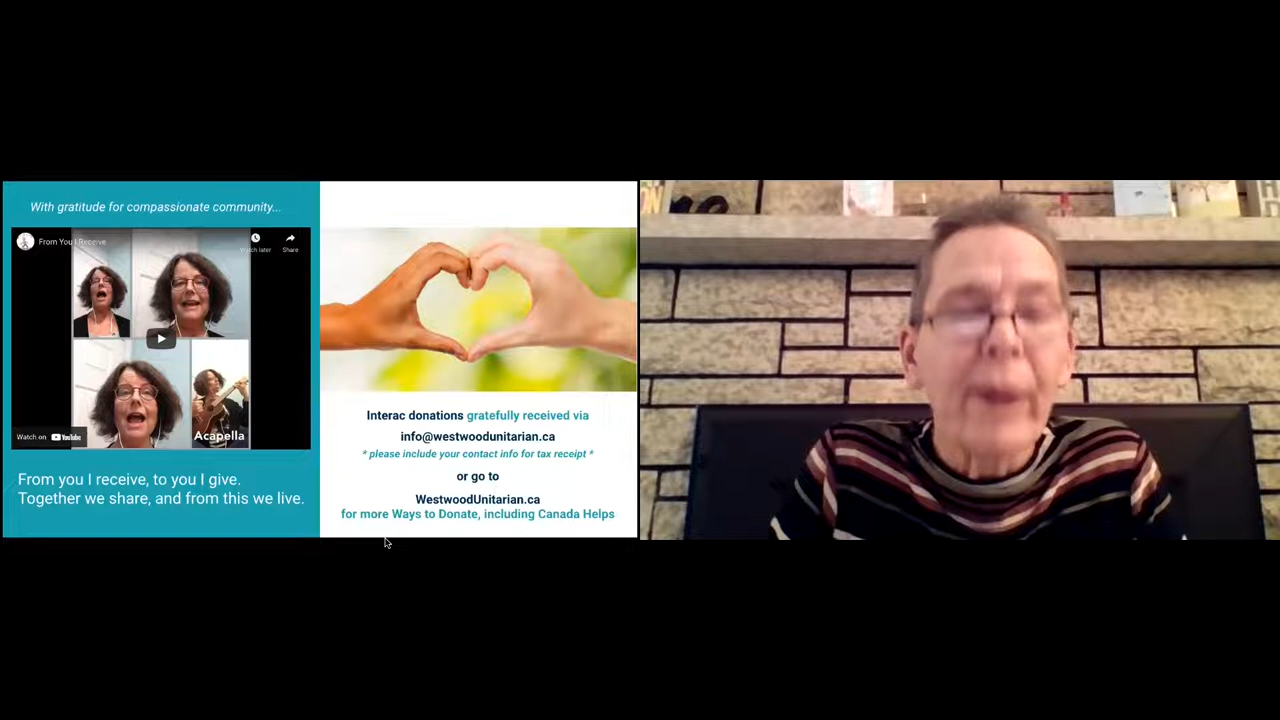 With gratitude for compassionate community...
From You I Receive
Watch later
Share
Acapella
Watch on YouTube
From you I receive, to you I give.
Together we share, and from this we live.
Interac donations gratefully received via
info@westwoodunitarian.ca
* please include your contact info for tax receipt *
or go to
WestwoodUnitarian.ca
for more Ways to Donate, including Canada Helps